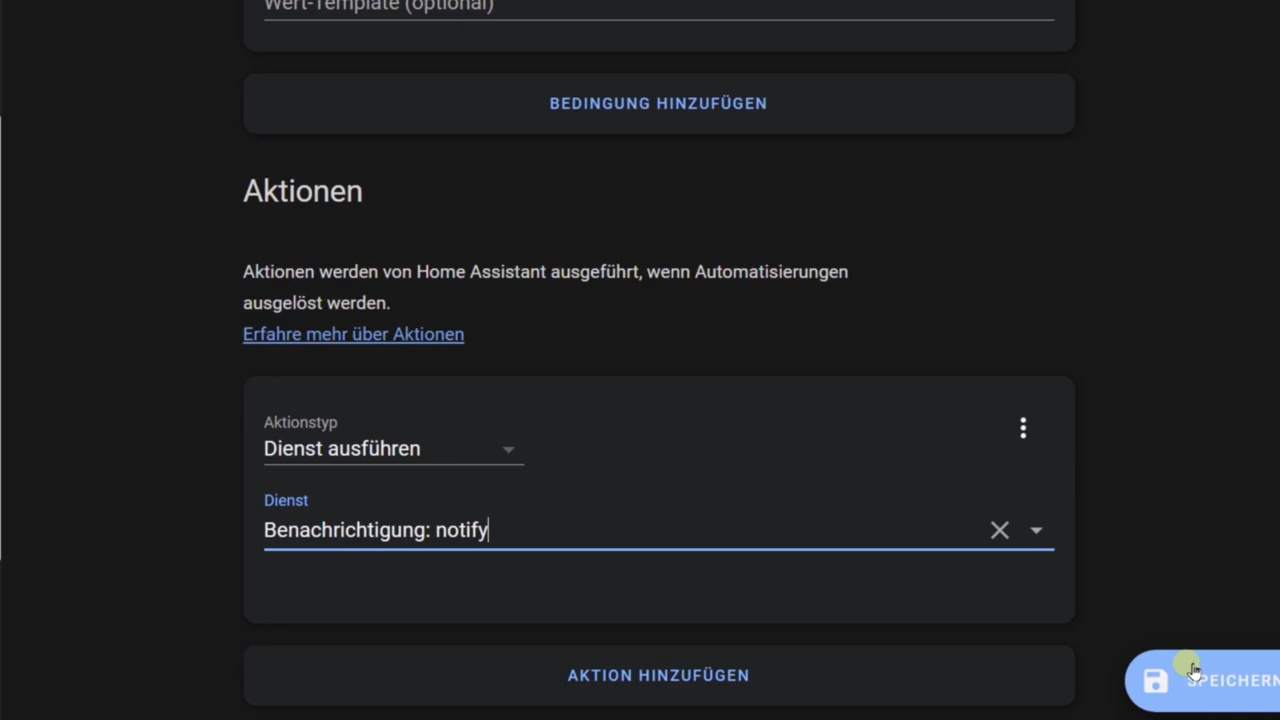 Wert-Template (optional)
BEDINGUNG HINZUFÜGEN
Aktionen
Aktionen werden von Home Assistant ausgeführt, wenn Automatisierungen
ausgelöst werden.
Erfahre mehr über Aktionen
Aktionstyp
Dienst ausführen
Dienst
Benachrichtigung: notify
AKTION HINZUFÜGEN
SPEICHERN